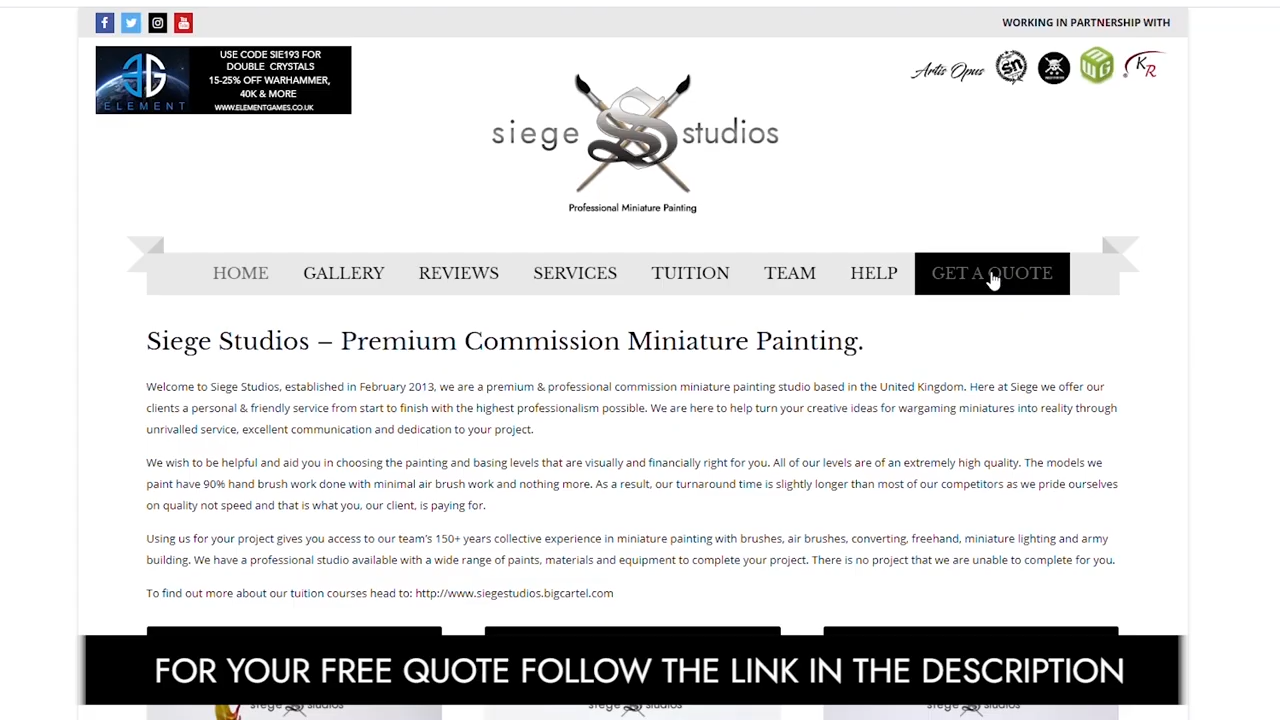 WORKING IN PARTNERSHIP WITH
USE CODE SIE193 FOR
DOUBLE CRYSTALS
15-25% OFF WARHAMMER,
40K & MORE
WWW.ELEMENTGAMES.CO.UK
ELEMENT
Artis Opus
sn
MWG
KR
siege S studios
Professional Miniature Painting
HOME GALLERY REVIEWS SERVICES TUITION TEAM HELP GET A QUOTE
Siege Studios – Premium Commission Miniature Painting.
Welcome to Siege Studios, established in February 2013, we are a premium & professional commission miniature painting studio based in the United Kingdom. Here at Siege we offer our
clients a personal & friendly service from start to finish with the highest professionalism possible. We are here to help turn your creative ideas for wargaming miniatures into reality through
unrivalled service, excellent communication and dedication to your project.
We wish to be helpful and aid you in choosing the painting and basing levels that are visually and financially right for you. All of our levels are of an extremely high quality. The models we
paint have 90% hand brush work done with minimal air brush work and nothing more. As a result, our turnaround time is slightly longer than most of our competitors as we pride ourselves
on quality not speed and that is what you, our client, is paying for.
Using us for your project gives you access to our team's 150+ years collective experience in miniature painting with brushes, air brushes, converting, freehand, miniature lighting and army
building. We have a professional studio available with a wide range of paints, materials and equipment to complete your project. There is no project that we are unable to complete for you.
To find out more about our tuition courses head to: http://www.siegestudios.bigcartel.com
FOR YOUR FREE QUOTE FOLLOW THE LINK IN THE DESCRIPTION